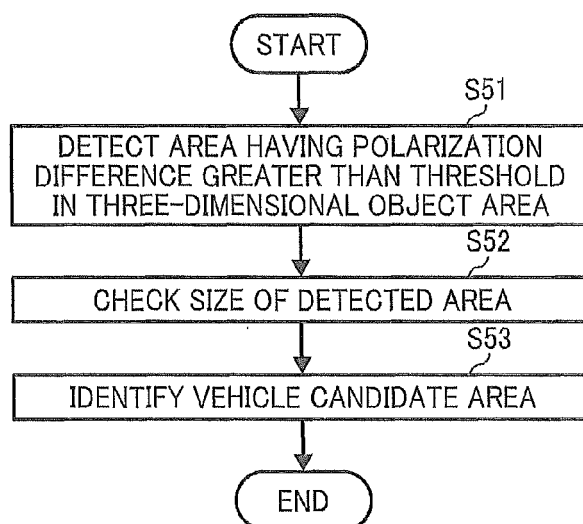 START
S51
DETECT AREA HAVING POLARIZATION
DIFFERENCE GREATER THAN THRESHOLD
IN THREE-DIMENSIONAL OBJECT AREA
S52
CHECK SIZE OF DETECTED AREA
S53
IDENTIFY VEHICLE CANDIDATE AREA
END